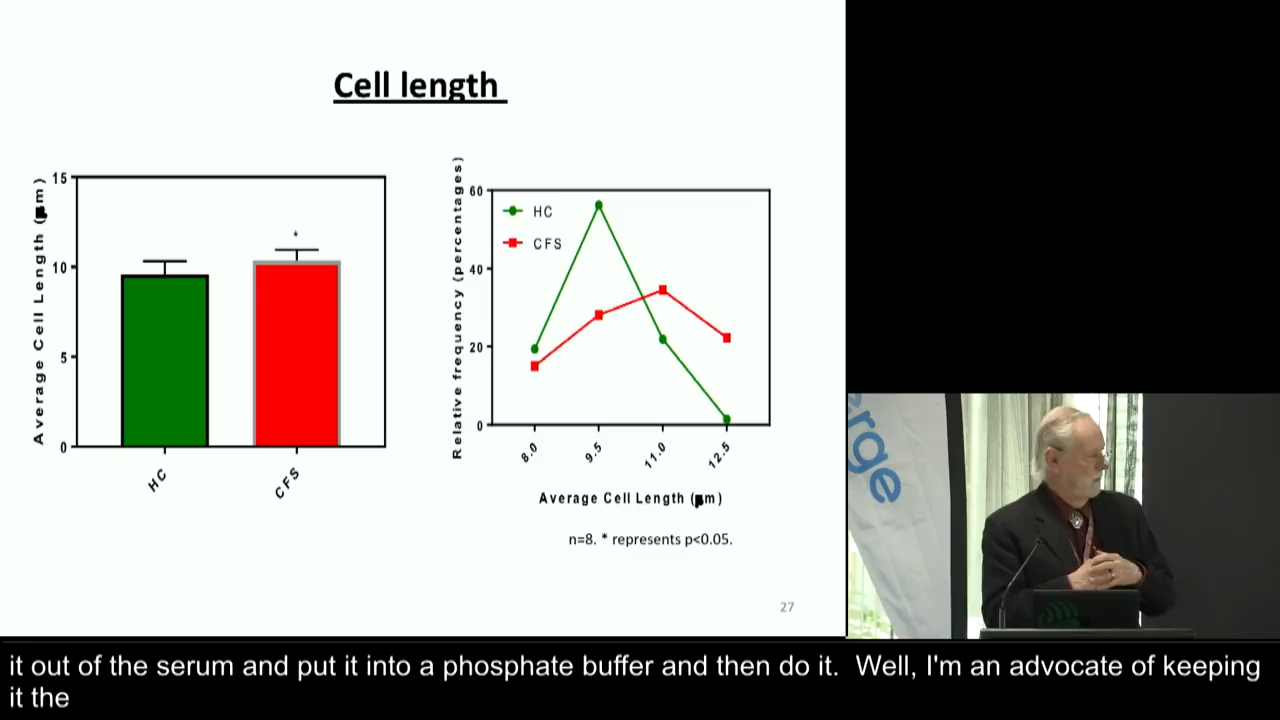 Cell length
Average Cell Length (µm)
15
10
5
0
HC
CFS
*
Relative frequency (percentages)
60
40
20
0
HC
CFS
8.0
9.5
11.0
12.5
Average Cell Length (µm)
n=8. * represents p<0.05.
27
erge
it out of the serum and put it into a phosphate buffer and then do it.  Well, I'm an advocate of keeping
it the